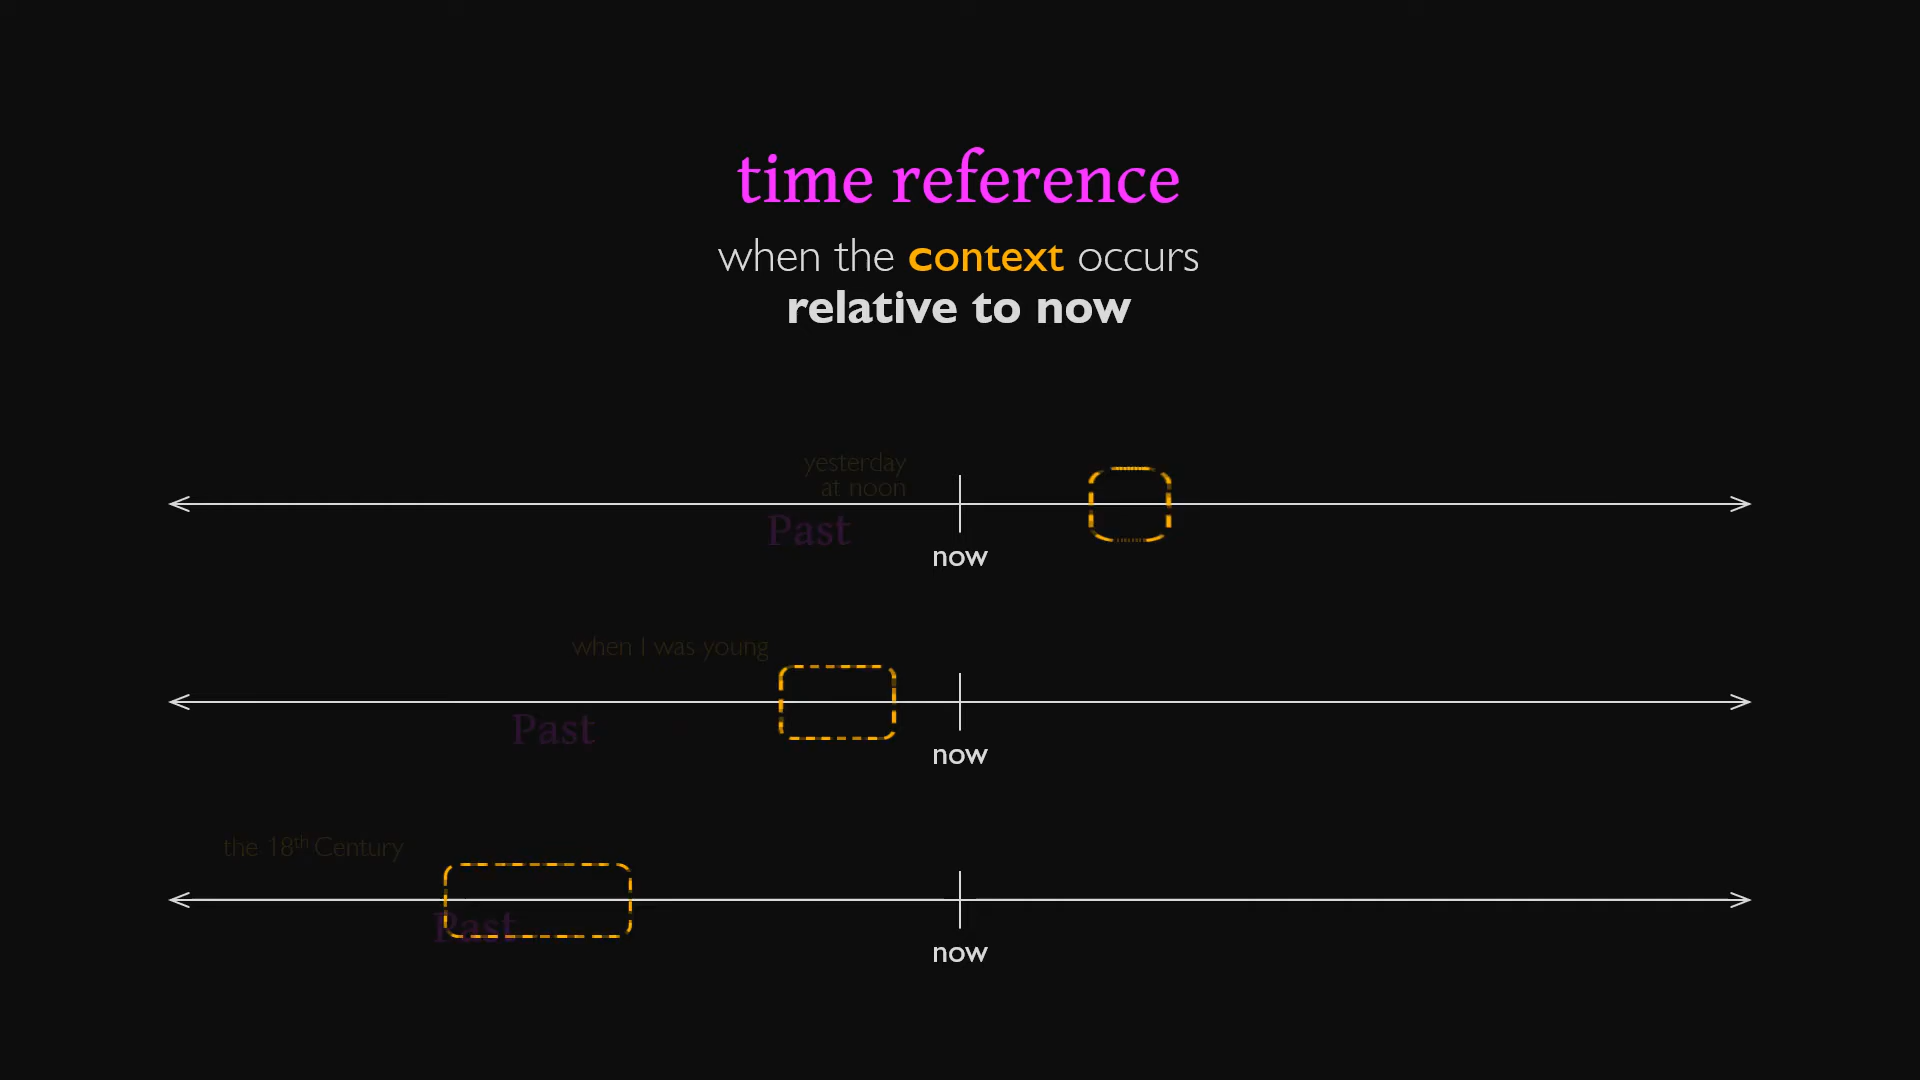 time reference
when the context occurs
relative to now
yesterday
at noon
Past
now
when I was young
Past
now
the 18th Century
Past
now